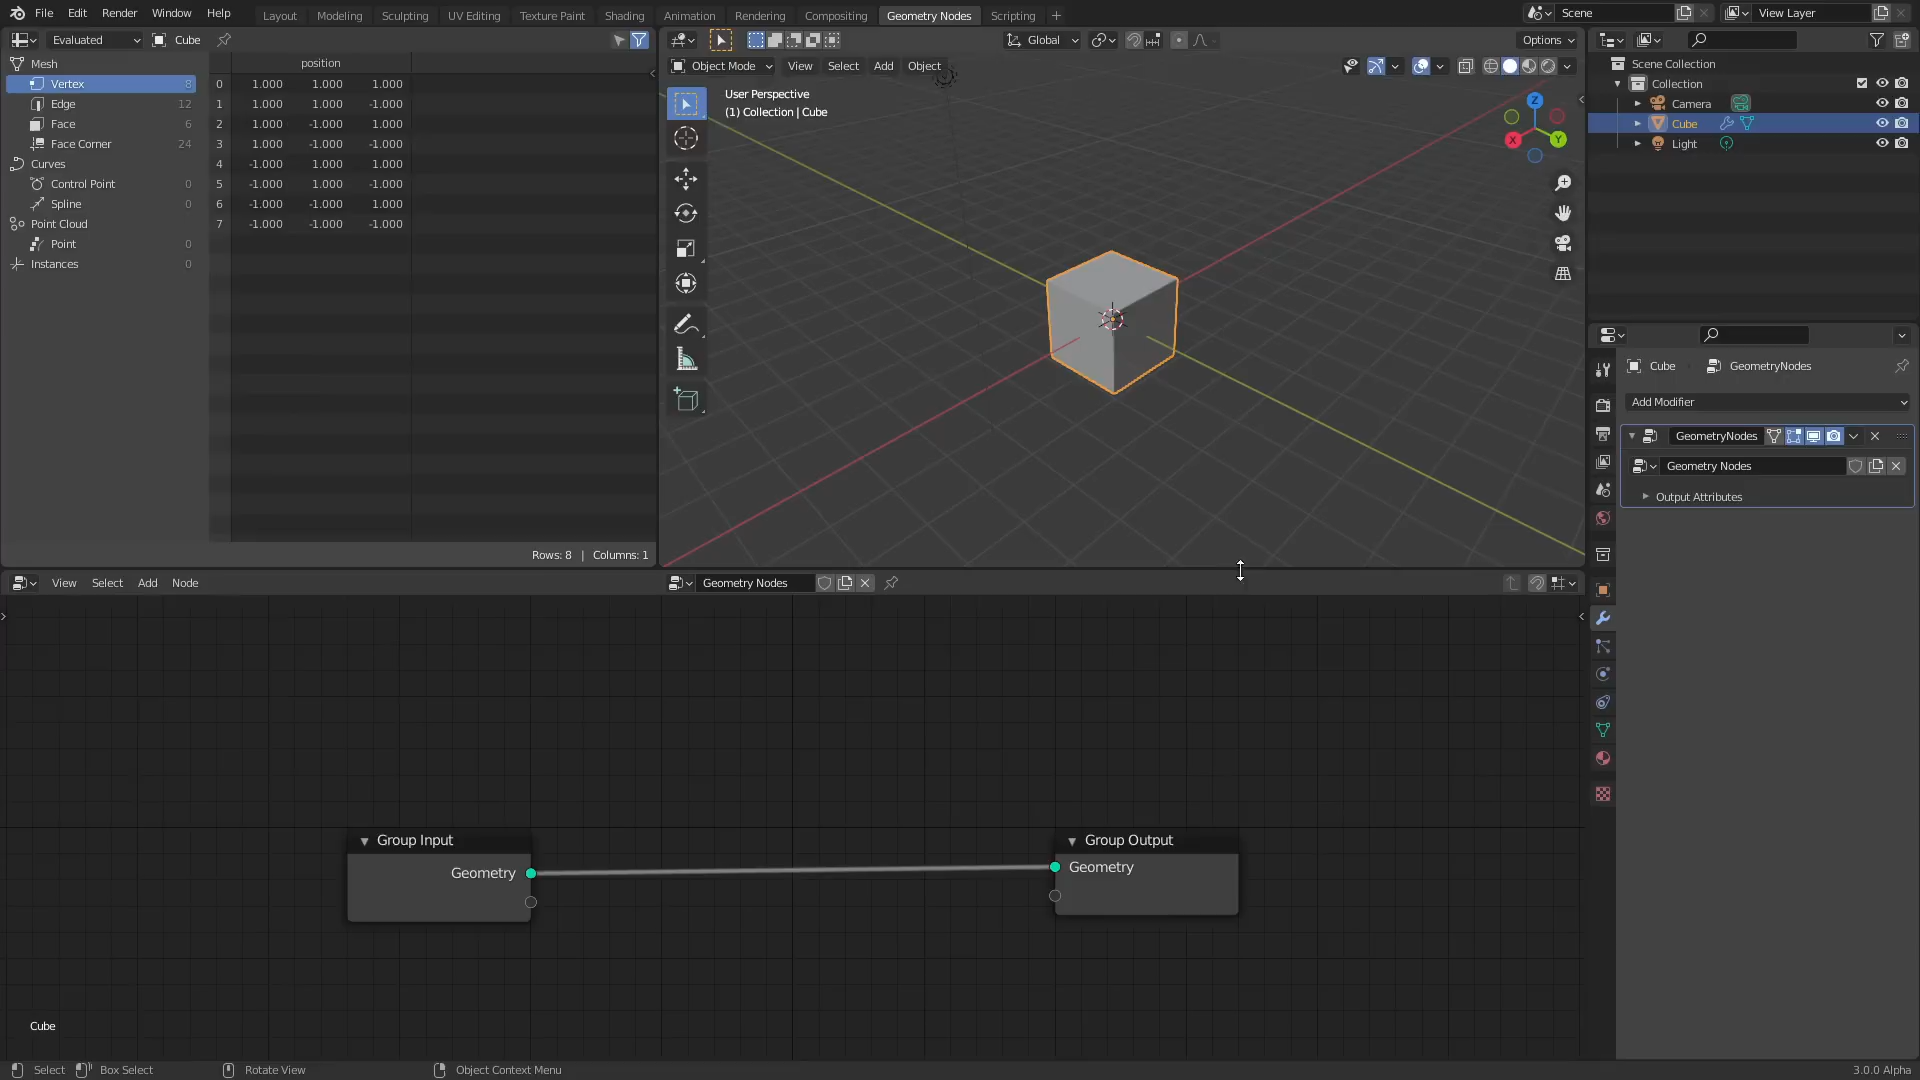 File Edit Render Window Help
Layout Modeling Sculpting UV Editing Texture Paint Shading Animation Rendering Compositing Geometry Nodes Scripting +
Scene
View Layer
Evaluated Cube
Mesh
Vertex 8
Edge 12
Face 6
Face Corner 24
Curves
Control Point 0
Spline 0
Point Cloud
Point 0
Instances 0
position
0 1.000 1.000 1.000
1 1.000 1.000 -1.000
2 1.000 -1.000 1.000
3 1.000 -1.000 -1.000
4 -1.000 1.000 1.000
5 -1.000 1.000 -1.000
6 -1.000 -1.000 1.000
7 -1.000 -1.000 -1.000
Rows: 8 | Columns: 1
Global
Options
Object Mode View Select Add Object
User Perspective
(1) Collection | Cube
Z
X
Y
Scene Collection
Collection
Camera
Cube
Light
Cube GeometryNodes
Add Modifier
GeometryNodes
Geometry Nodes
Output Attributes
View Select Add Node
Geometry Nodes
Group Input
Geometry
Group Output
Geometry
Cube
Select Box Select Rotate View Object Context Menu
3.0.0 Alpha